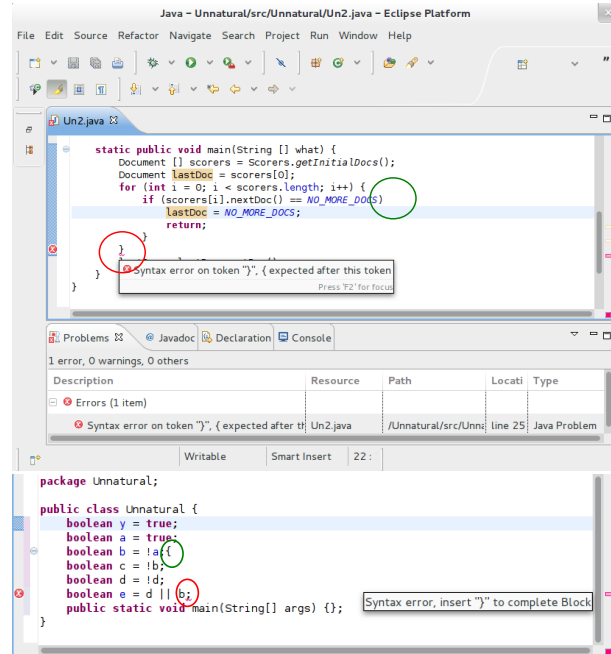 Java - Unnatural/src/Unnatural/Un2.java - Eclipse Platform
File Edit Source Refactor Navigate Search Project Run Window Help
Un2.java
static public void main(String [] what) {
Document [] scorers = Scorers.getInitialDocs();
Document lastDoc = scorers[0];
for (int i = 0; i < scorers.length; i++) {
if (scorers[i].nextDoc() == NO_MORE_DOCS)
lastDoc = NO_MORE_DOCS;
return;
}
}
Syntax error on token "}", { expected after this token
Press 'F2' for focus
}
}
Problems @ Javadoc Declaration Console
1 error, 0 warnings, 0 others
Description Resource Path Locati Type
Errors (1 item)
Syntax error on token "}", { expected after th Un2.java /Unnatural/src/Unna line 25 Java Problem
Writable Smart Insert 22 :
package Unnatural;
public class Unnatural {
boolean y = true;
boolean a = true;
boolean b = !a;{
boolean c = !b;
boolean d = !d;
boolean e = d || b;
Syntax error, insert "}" to complete Block
public static void main(String[] args) {};
}